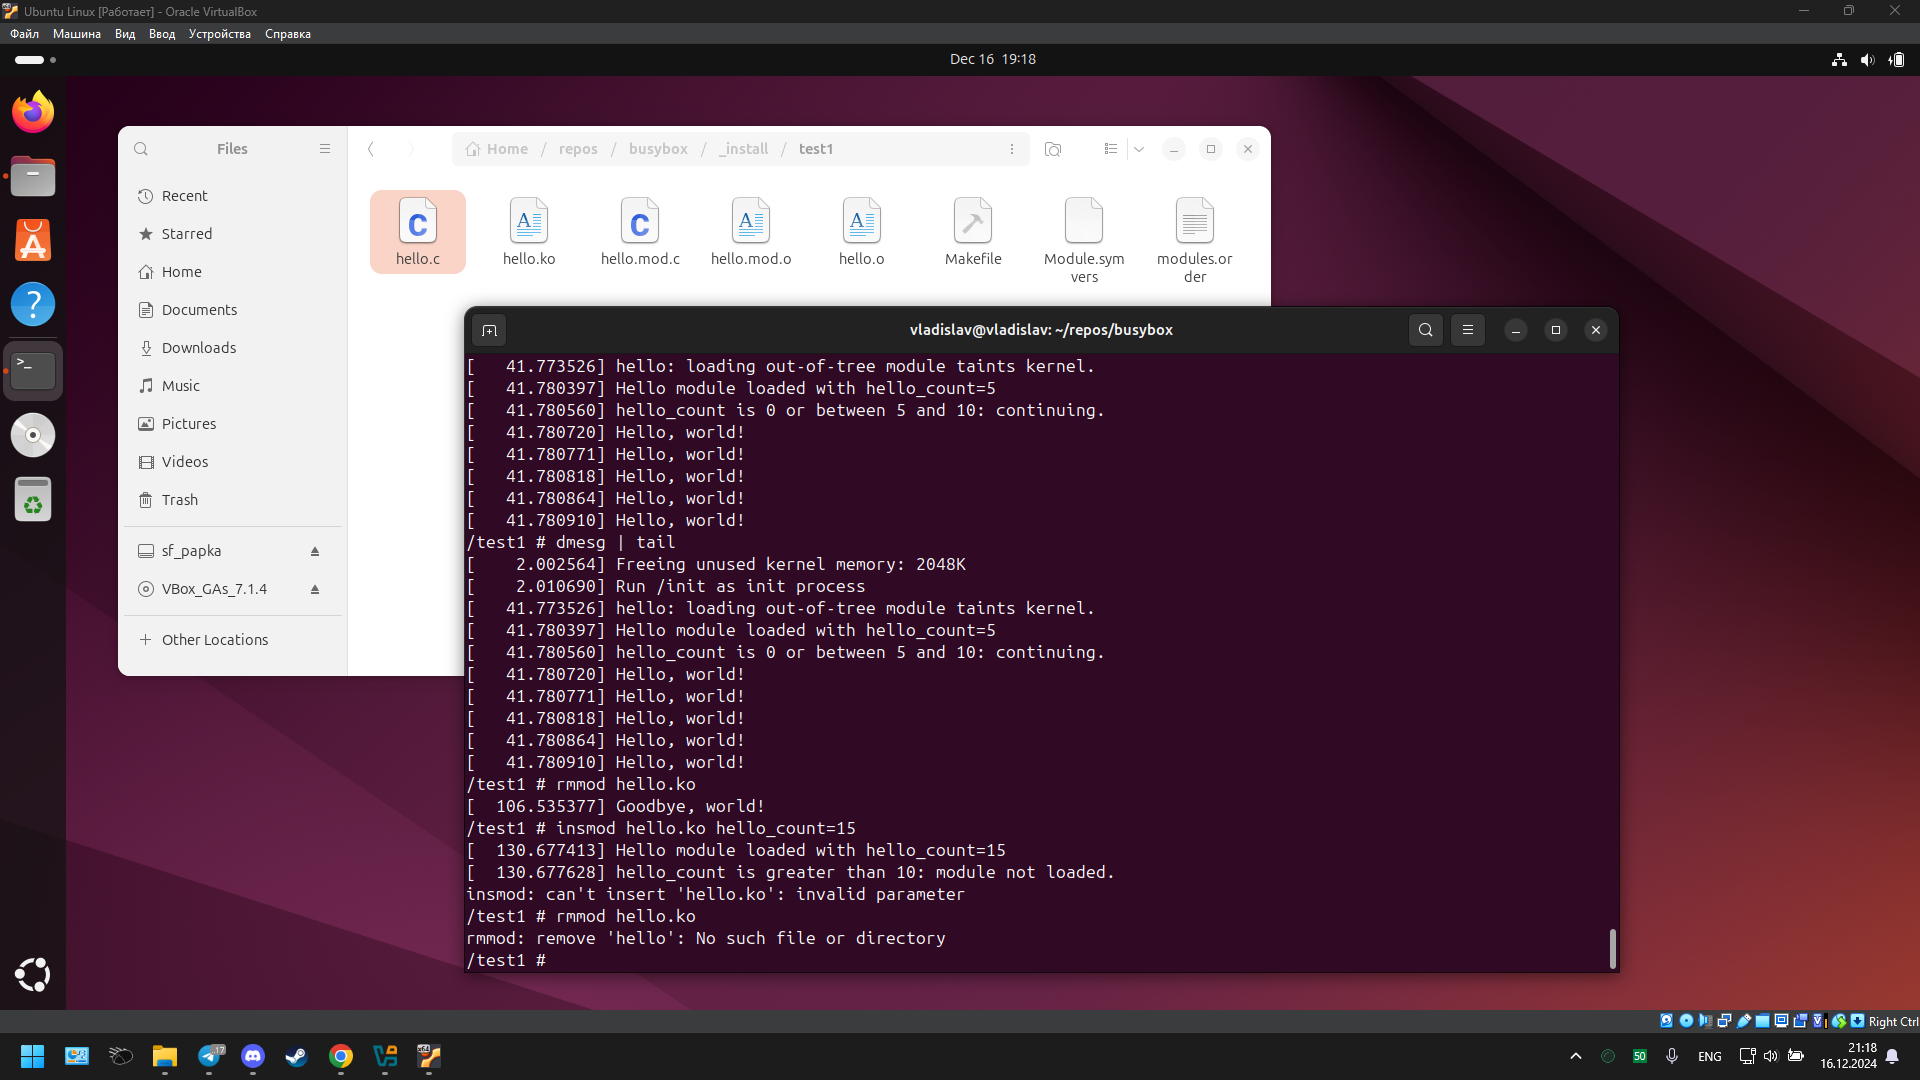 Ubuntu Linux [Работает] - Oracle VirtualBox
Файл Машина Вид Ввод Устройства Справка
Dec 16 19:18
Files
Home / repos / busybox / _install / test1
Recent
Starred
Home
Documents
Downloads
Music
Pictures
Videos
Trash
sf_papka
VBox_GAs_7.1.4
Other Locations
hello.c
hello.ko
hello.mod.c
hello.mod.o
hello.o
Makefile
Module.sym
vers
modules.or
der
vladislav@vladislav: ~/repos/busybox
[   41.773526] hello: loading out-of-tree module taints kernel.
[   41.780397] Hello module loaded with hello_count=5
[   41.780560] hello_count is 0 or between 5 and 10: continuing.
[   41.780720] Hello, world!
[   41.780771] Hello, world!
[   41.780818] Hello, world!
[   41.780864] Hello, world!
[   41.780910] Hello, world!
/test1 # dmesg | tail
[    2.002564] Freeing unused kernel memory: 2048K
[    2.010690] Run /init as init process
[   41.773526] hello: loading out-of-tree module taints kernel.
[   41.780397] Hello module loaded with hello_count=5
[   41.780560] hello_count is 0 or between 5 and 10: continuing.
[   41.780720] Hello, world!
[   41.780771] Hello, world!
[   41.780818] Hello, world!
[   41.780864] Hello, world!
[   41.780910] Hello, world!
/test1 # rmmod hello.ko
[  106.535377] Goodbye, world!
/test1 # insmod hello.ko hello_count=15
[  130.677413] Hello module loaded with hello_count=15
[  130.677628] hello_count is greater than 10: module not loaded.
insmod: can't insert 'hello.ko': invalid parameter
/test1 # rmmod hello.ko
rmmod: remove 'hello': No such file or directory
/test1 #
Right Ctrl
17
50
ENG
21:18
16.12.2024